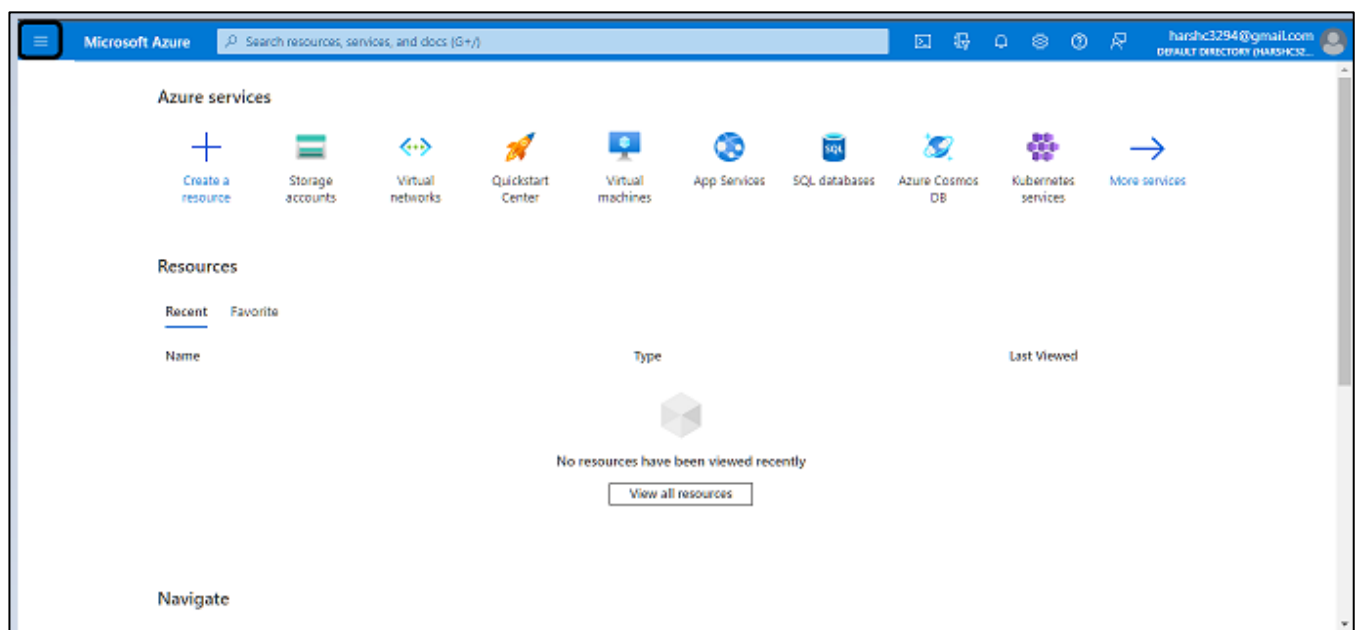 Microsoft Azure
Search resources, services, and docs (G+/)
harshc3294@gmail.com
DEFAULT DIRECTORY (HARSHC32...
Azure services
Create a
resource
Storage
accounts
Virtual
networks
Quickstart
Center
Virtual
machines
App Services
SQL
SQL databases
Azure Cosmos
DB
Kubernetes
services
More services
Resources
Recent Favorite
Name Type Last Viewed
No resources have been viewed recently
View all resources
Navigate